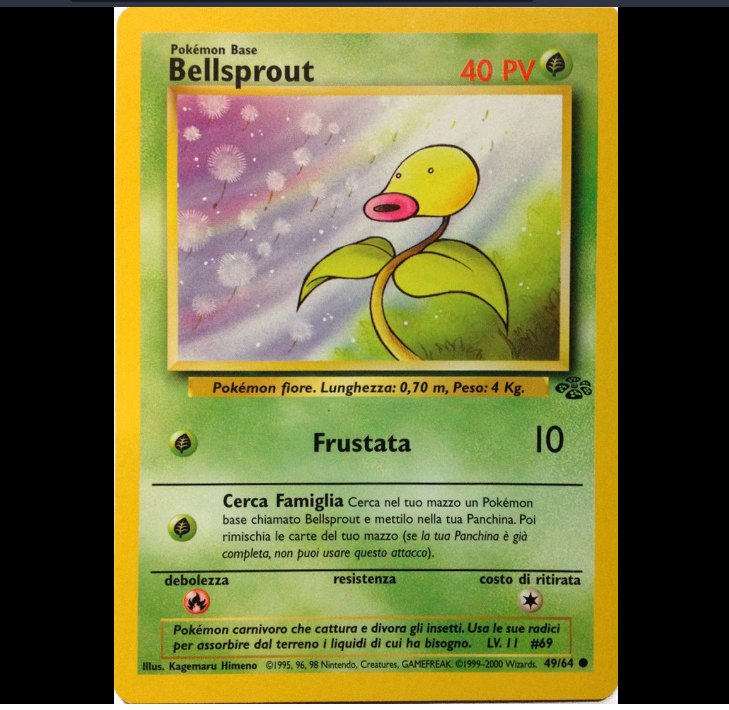 Pokémon Base
Bellsprout 40 PV
Pokémon fiore. Lunghezza: 0,70 m, Peso: 4 Kg.
Frustata 10
Cerca Famiglia Cerca nel tuo mazzo un Pokémon
base chiamato Bellsprout e mettilo nella tua Panchina. Poi
rimischia le carte del tuo mazzo (se la tua Panchina è già
completa, non puoi usare questo attacco).
debolezza resistenza costo di ritirata
Pokémon carnivoro che cattura e divora gli insetti. Usa le sue radici
per assorbire dal terreno i liquidi di cui ha bisogno. LV. 11 #69
Illus. Kagemaru Himeno ©1995, 96, 98 Nintendo, Creatures, GAMEFREAK. ©1999-2000 Wizards. 49/64